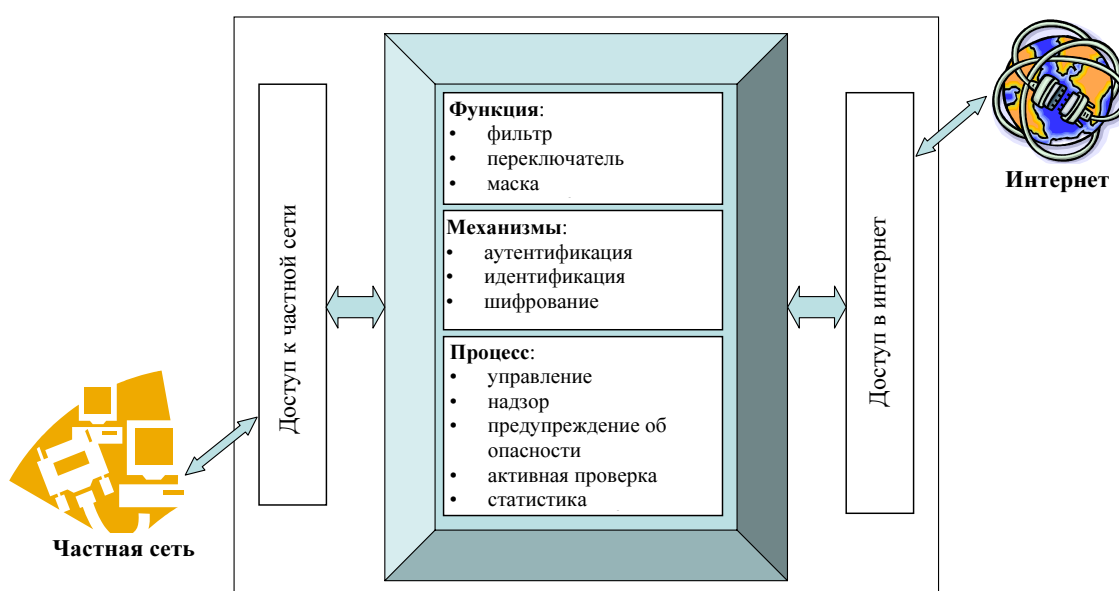 Функция:
• фильтр
• переключатель
• маска
Механизмы:
• аутентификация
• идентификация
• шифрование
Процесс:
• управление
• надзор
• предупреждение об
опасности
• активная проверка
• статистика
Доступ к частной сети
Доступ в интернет
Интернет
Частная сеть